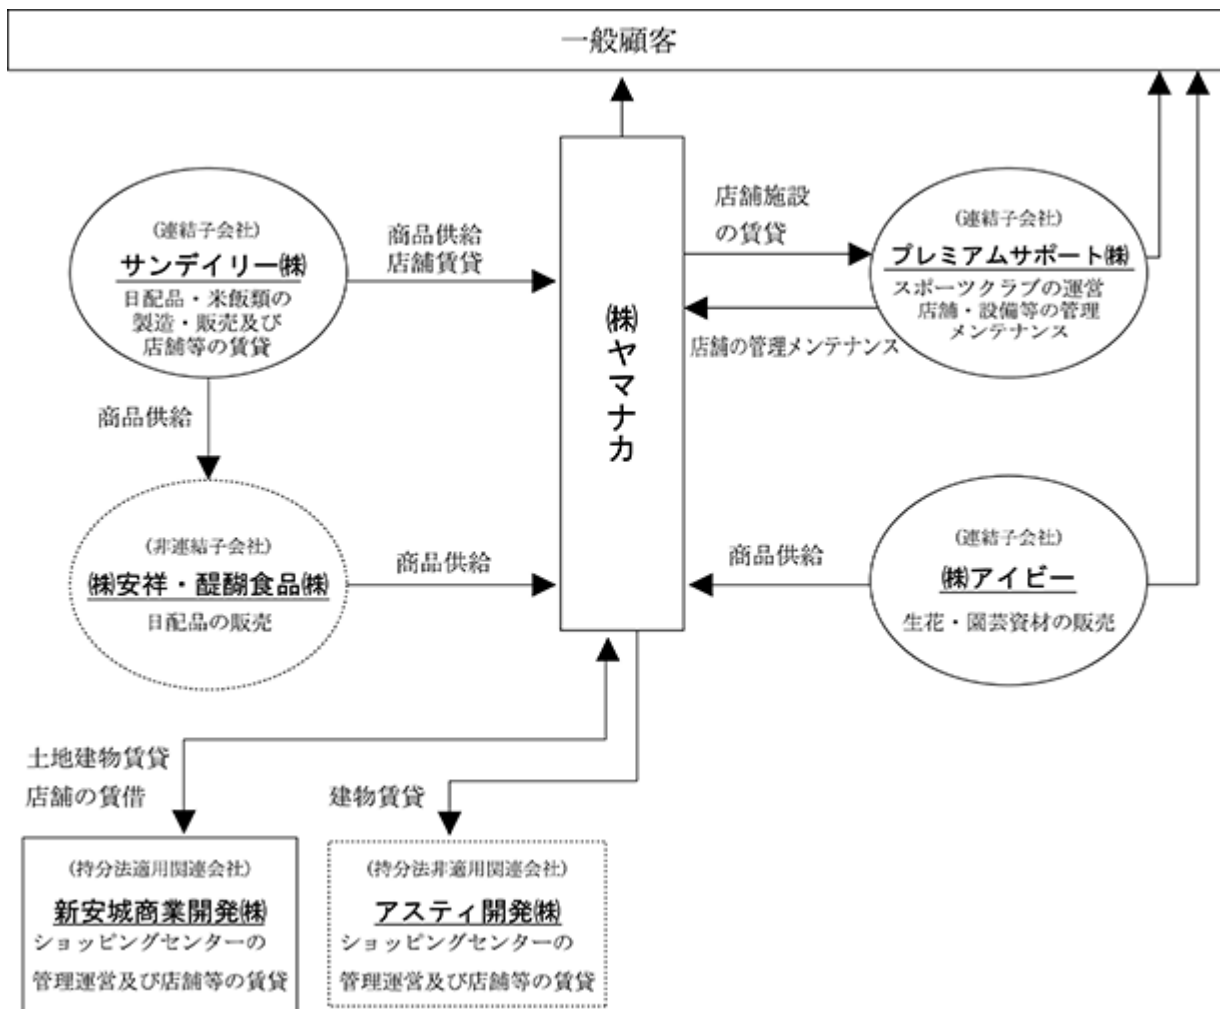 一般顧客
(連結子会社)
サンデイリー㈱
日配品・米飯類の
製造・販売及び
店舗等の賃貸
商品供給
店舗賃貸
㈱ヤマナカ
店舗施設
の賃貸
店舗の管理メンテナンス
(連結子会社)
プレミアムサポート㈱
スポーツクラブの運営
店舗・設備等の管理
メンテナンス
商品供給
(非連結子会社)
㈱安祥・醍醐食品㈱
日配品の販売
商品供給
商品供給
(連結子会社)
㈱アイビー
生花・園芸資材の販売
土地建物賃貸
店舗の賃借
建物賃貸
(持分法適用関連会社)
新安城商業開発㈱
ショッピングセンターの
管理運営及び店舗等の賃貸
(持分法非適用関連会社)
アスティ開発㈱
ショッピングセンターの
管理運営及び店舗等の賃貸